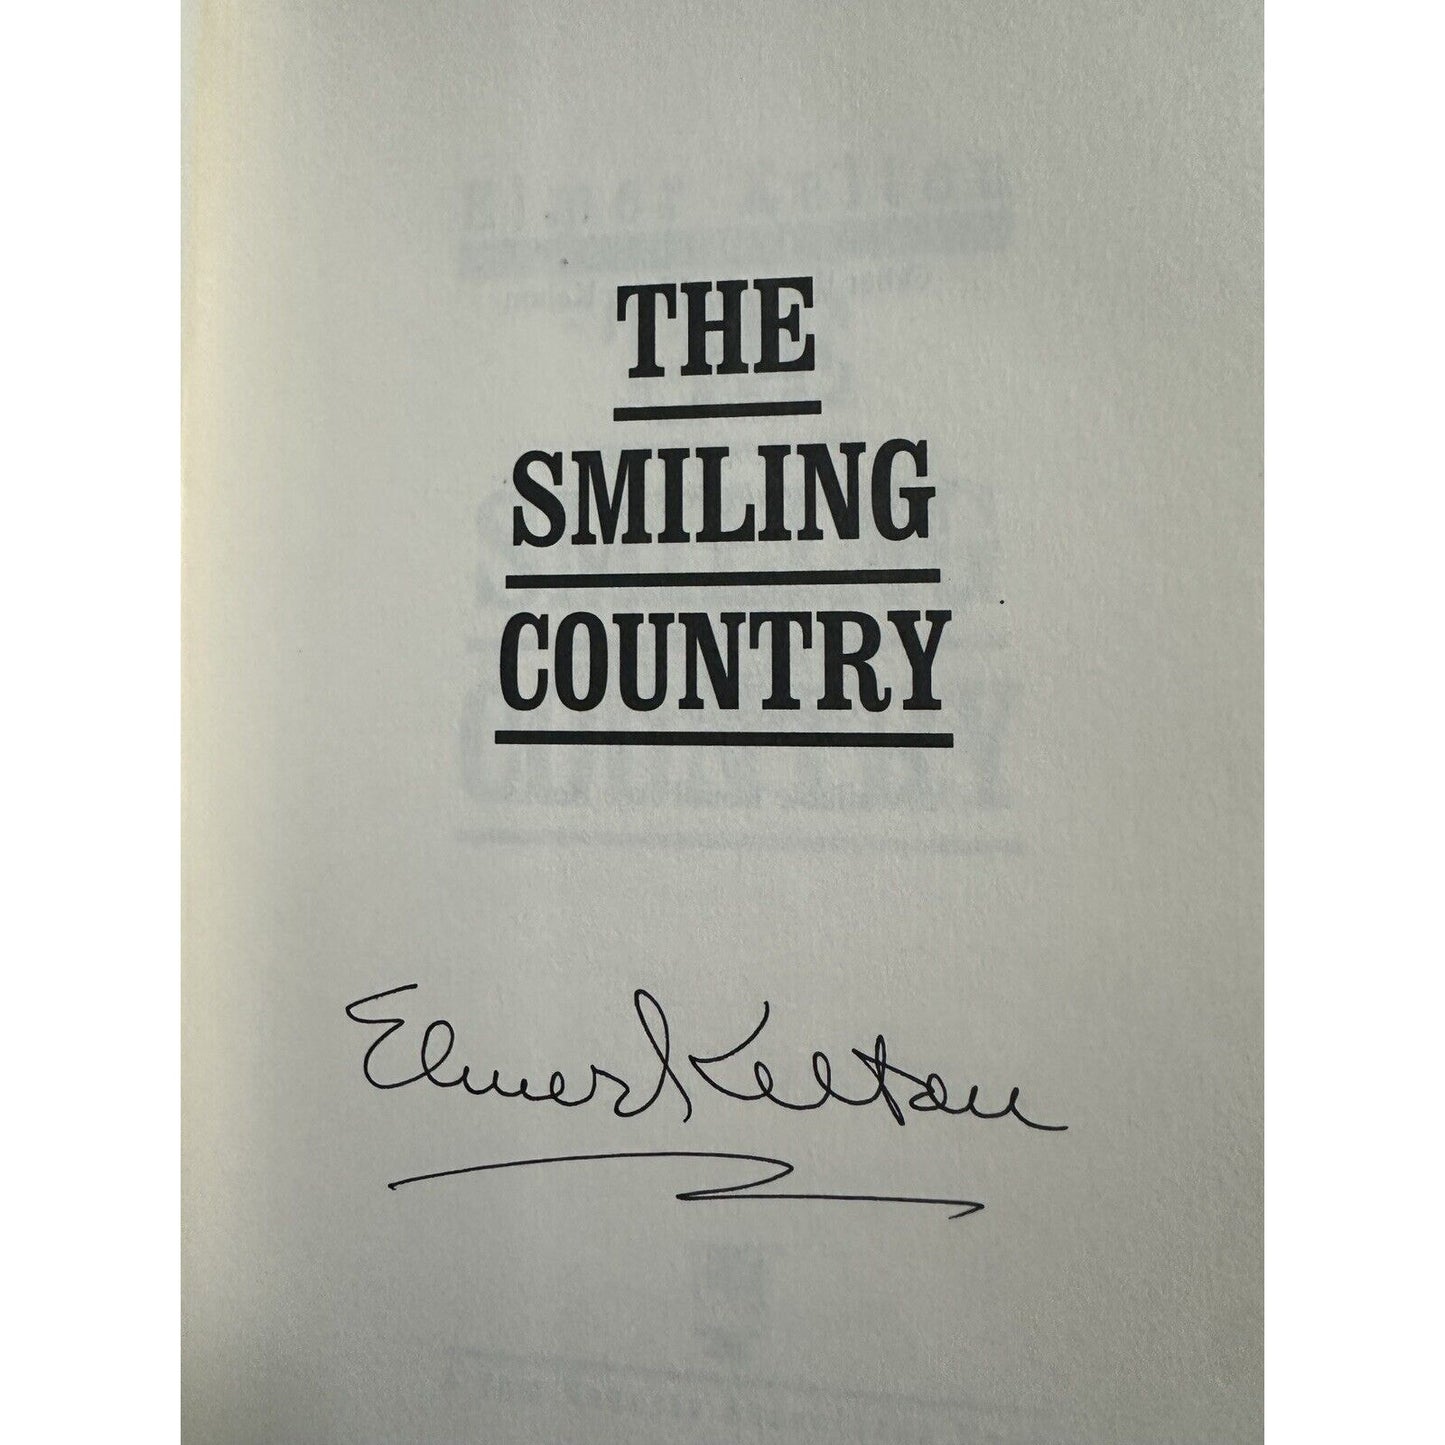 THE
SMILING
COUNTRY
Elmer Kelton